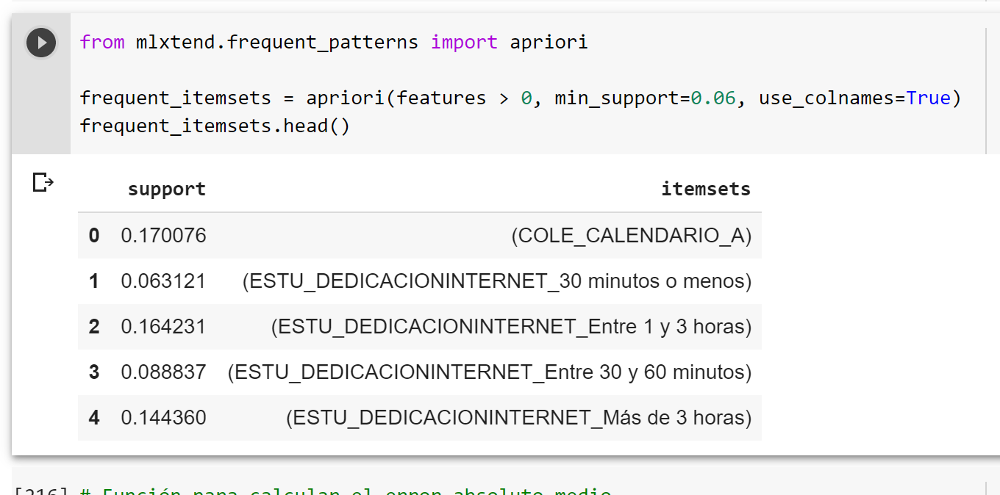 from mlxtend.frequent_patterns import apriori
frequent_itemsets = apriori(features > 0, min_support=0.06, use_colnames=True)
frequent_itemsets.head()
support itemsets
0 0.170076 (COLE_CALENDARIO_A)
1 0.063121 (ESTU_DEDICACIONINTERNET_30 minutos o menos)
2 0.164231 (ESTU_DEDICACIONINTERNET_Entre 1 y 3 horas)
3 0.088837 (ESTU_DEDICACIONINTERNET_Entre 30 y 60 minutos)
4 0.144360 (ESTU_DEDICACIONINTERNET_Más de 3 horas)
[216] # Función para calcular el error absoluto medio